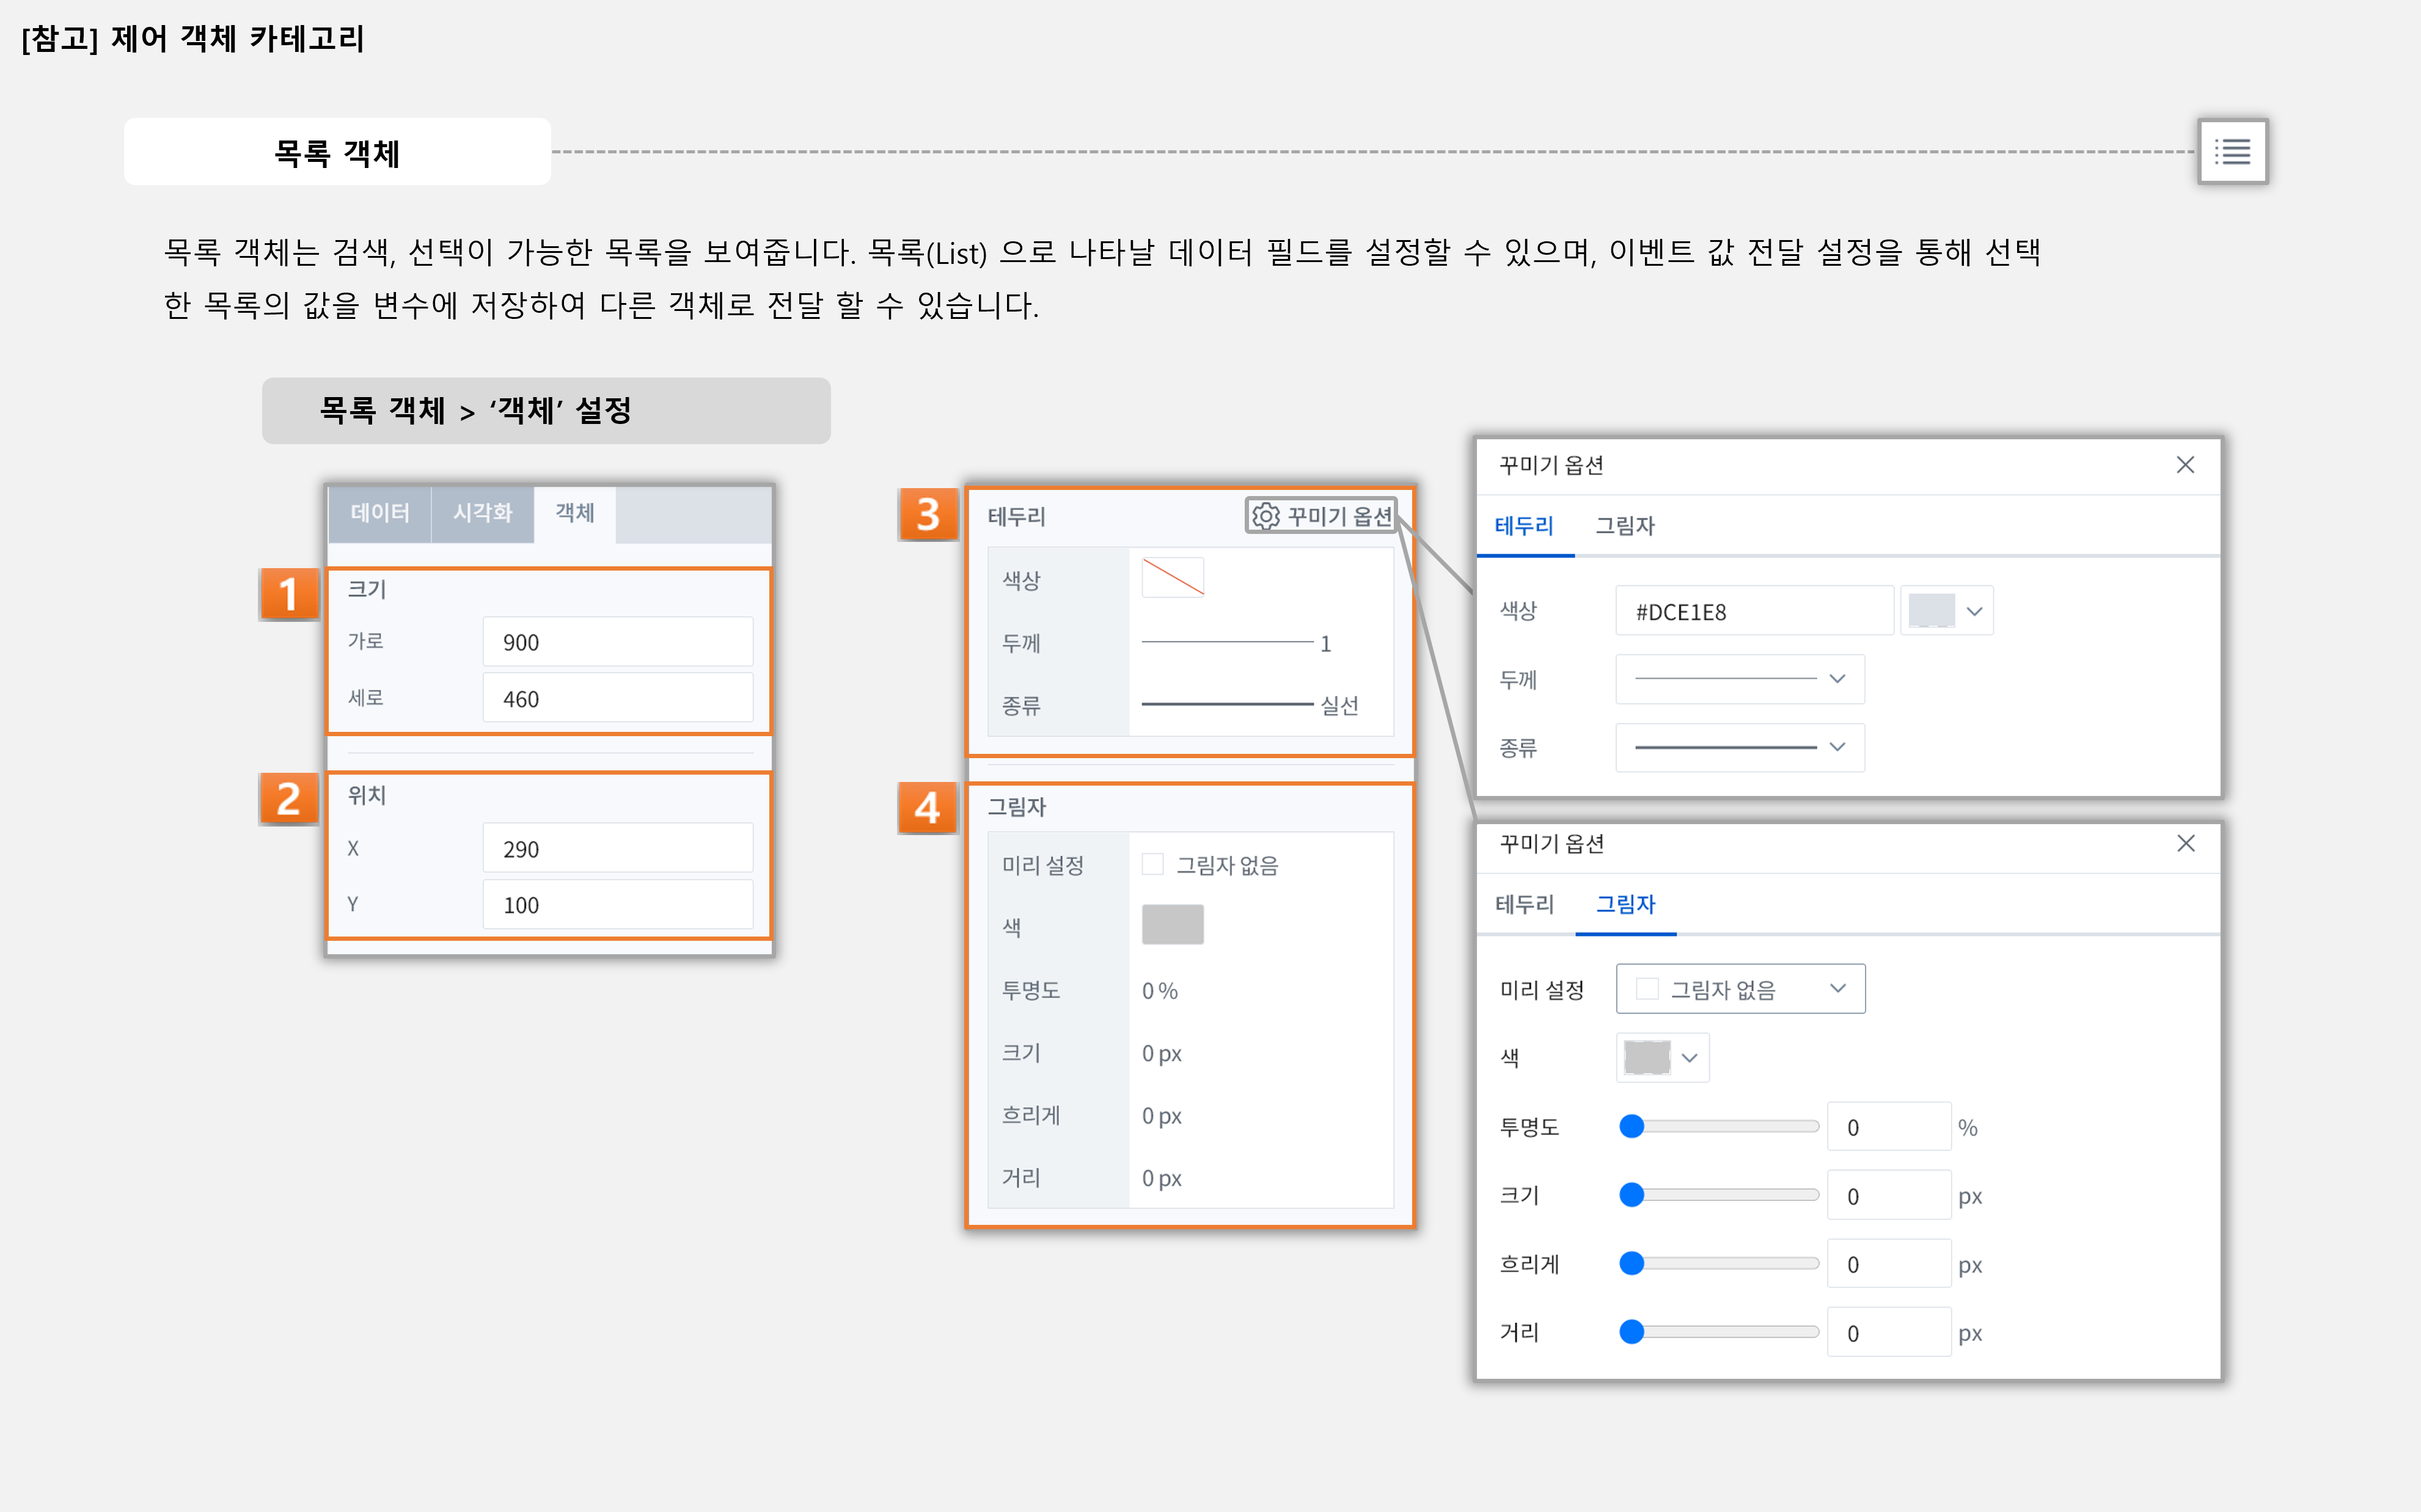 [참고] 제어 객체 카테고리
목록 객체
목록 객체는 검색, 선택이 가능한 목록을 보여줍니다. 목록(List) 으로 나타날 데이터 필드를 설정할 수 있으며, 이벤트 값 전달 설정을 통해 선택
한 목록의 값을 변수에 저장하여 다른 객체로 전달 할 수 있습니다.
목록 객체 > ‘객체’ 설정
데이터 시각화 객체
1
크기
가로 900
세로 460
2
위치
X 290
Y 100
3
테두리 꾸미기 옵션
색상
두께 1
종류 실선
4
그림자
미리 설정 그림자 없음
색
투명도 0 %
크기 0 px
흐리게 0 px
거리 0 px
꾸미기 옵션
테두리 그림자
색상 #DCE1E8
두께
종류
꾸미기 옵션
테두리 그림자
미리 설정 그림자 없음
색
투명도 0 %
크기 0 px
흐리게 0 px
거리 0 px